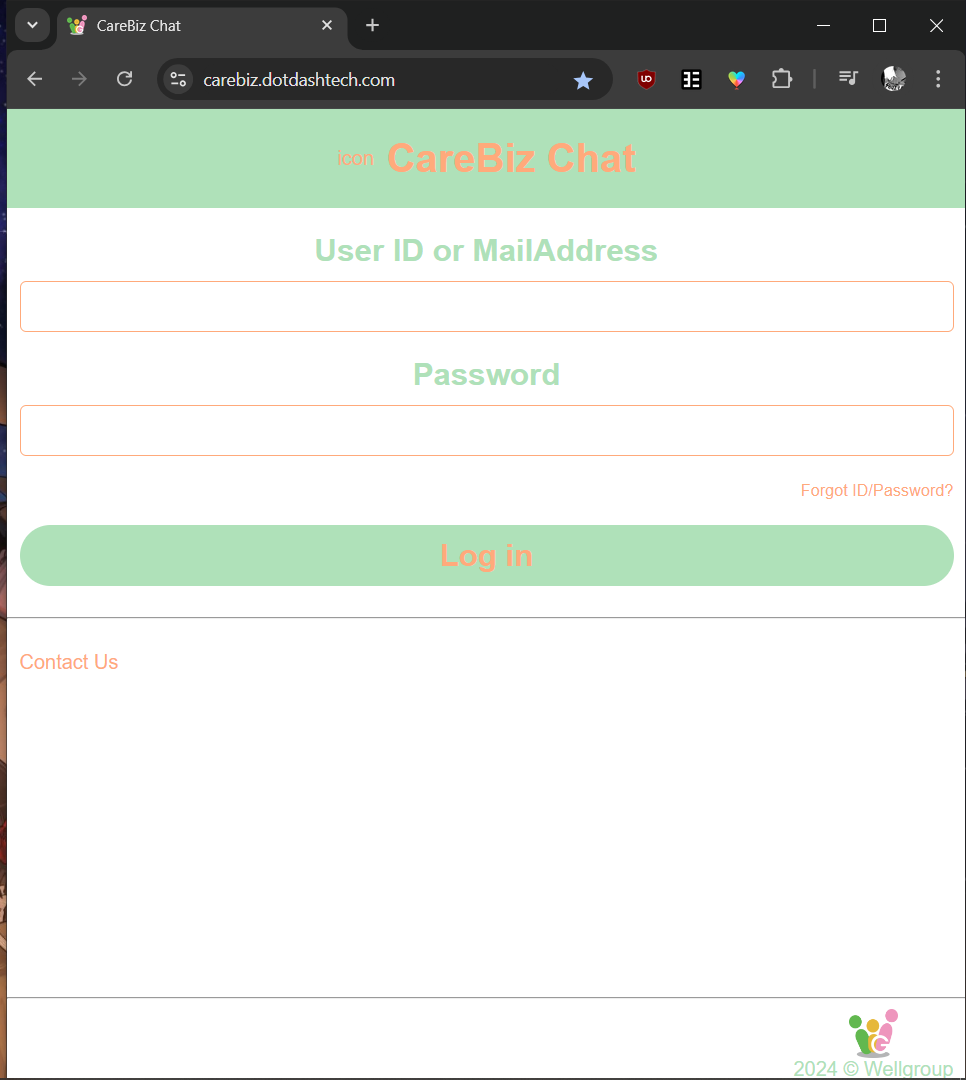 CareBiz Chat
carebiz.dotdashtech.com
icon CareBiz Chat
User ID or MailAddress
Password
Forgot ID/Password?
Log in
Contact Us
2024 © Wellgroup